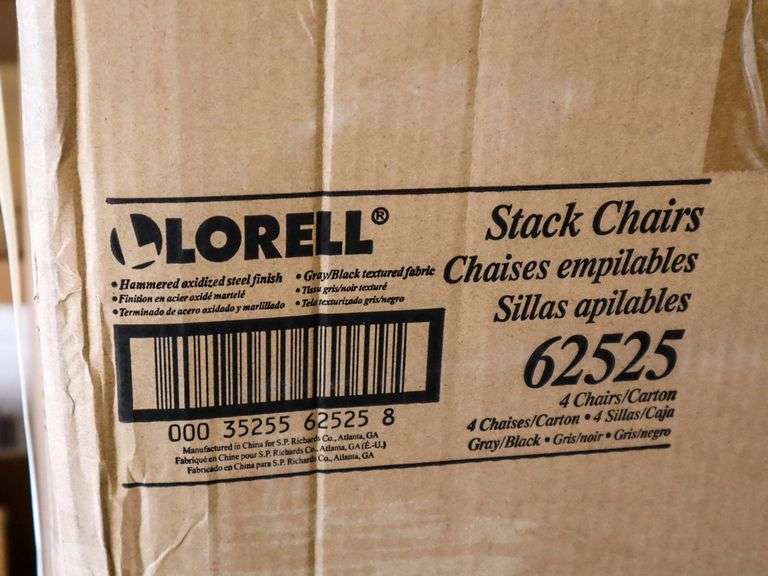 LORELL®
Stack Chairs
Chaises empilables
Sillas apilables
62525
4 Chairs/Carton
4 Chaises/Carton • 4 Sillas/Caja
Gray/Black • Gris/noir • Gris/negro
• Hammered oxidized steel finish
• Finition en acier oxidé martelé
• Terminado de acero oxidado y marlillado
• Gray/Black textured fabric
• Tissu gris/noir texturé
• Tela texturizada gris/negro
000 35255 62525 8
Manufactured in China for S.P. Richards Co., Atlanta, GA
Fabriqué en Chine pour S.P. Richards Co., Atlanta, GA (É.-U.)
Fabricado en China para S.P. Richards Co., Atlanta, GA